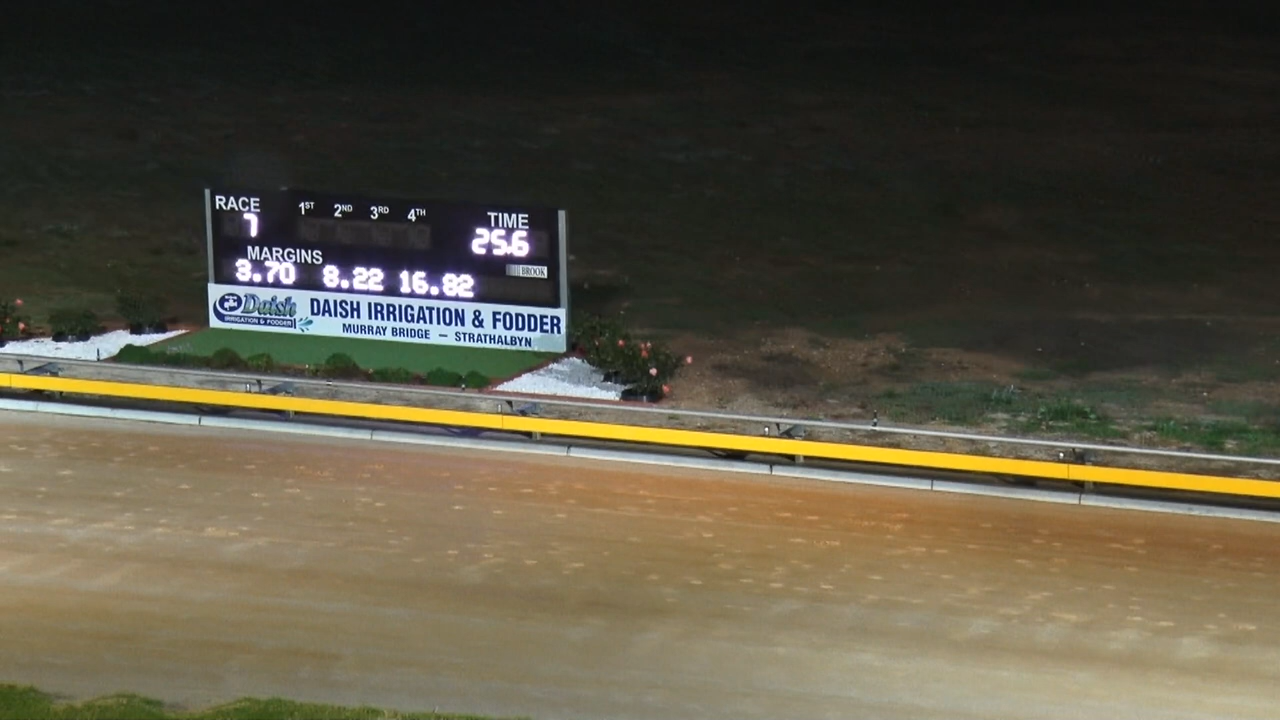 RACE 1ST 2ND 3RD 4TH TIME
7 25.6
MARGINS
3.70 8.22 16.82 BROOK
Daish IRRIGATION & FODDER
DAISH IRRIGATION & FODDER
MURRAY BRIDGE – STRATHALBYN